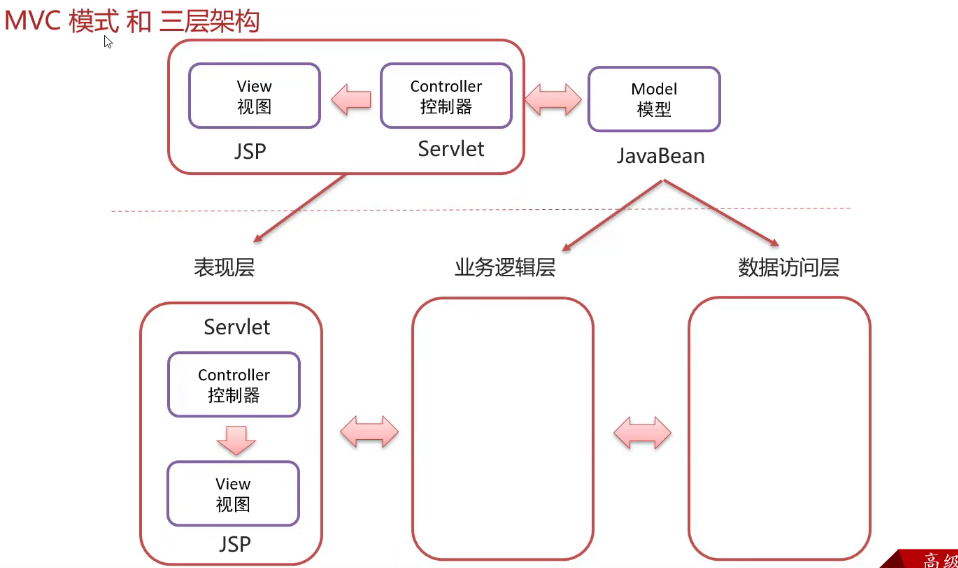 MVC 模式 和 三层架构
View
视图
Controller
控制器
Model
模型
JSP
Servlet
JavaBean
表现层
业务逻辑层
数据访问层
Servlet
Controller
控制器
View
视图
JSP
高级